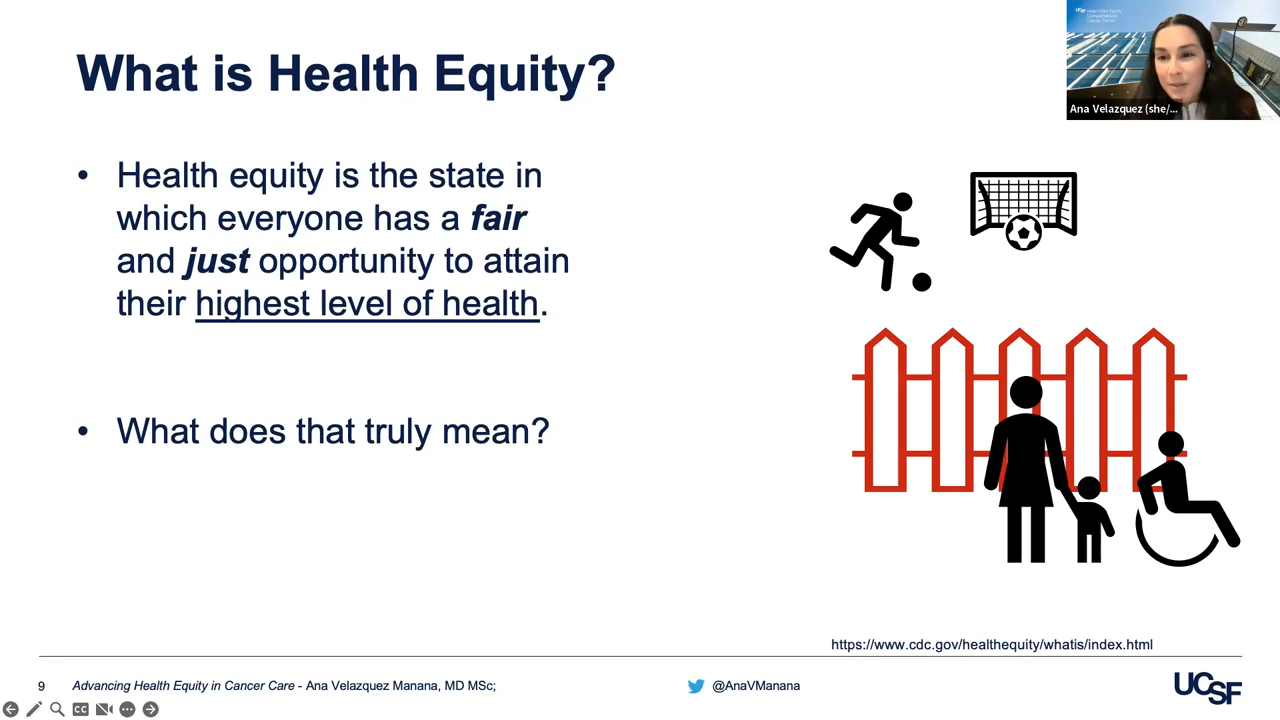 What is Health Equity?
• Health equity is the state in
which everyone has a fair
and just opportunity to attain
their highest level of health.
• What does that truly mean?
UCSF
Ana Velazquez (she/...
https://www.cdc.gov/healthequity/whatis/index.html
9
Advancing Health Equity in Cancer Care - Ana Velazquez Manana, MD MSc;
@AnaVManana
UCSF
CC